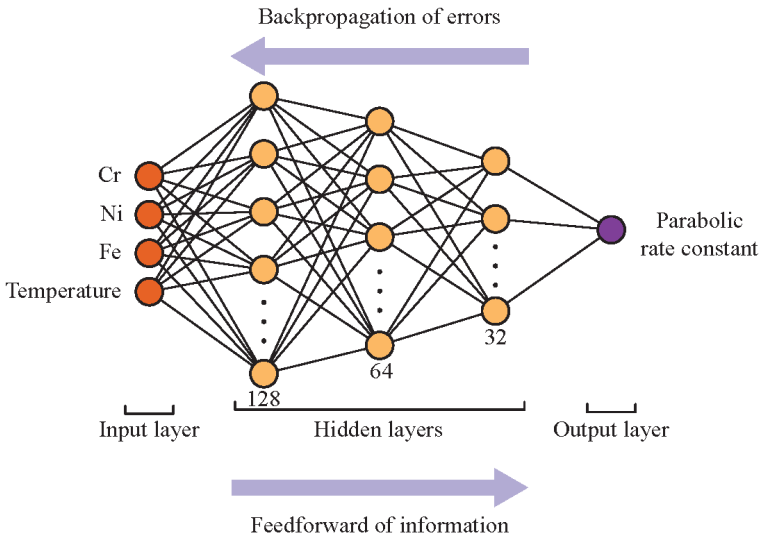 Backpropagation of errors
Cr
Ni
Fe
Temperature
Parabolic
rate constant
32
64
128
Input layer
Hidden layers
Output layer
Feedforward of information